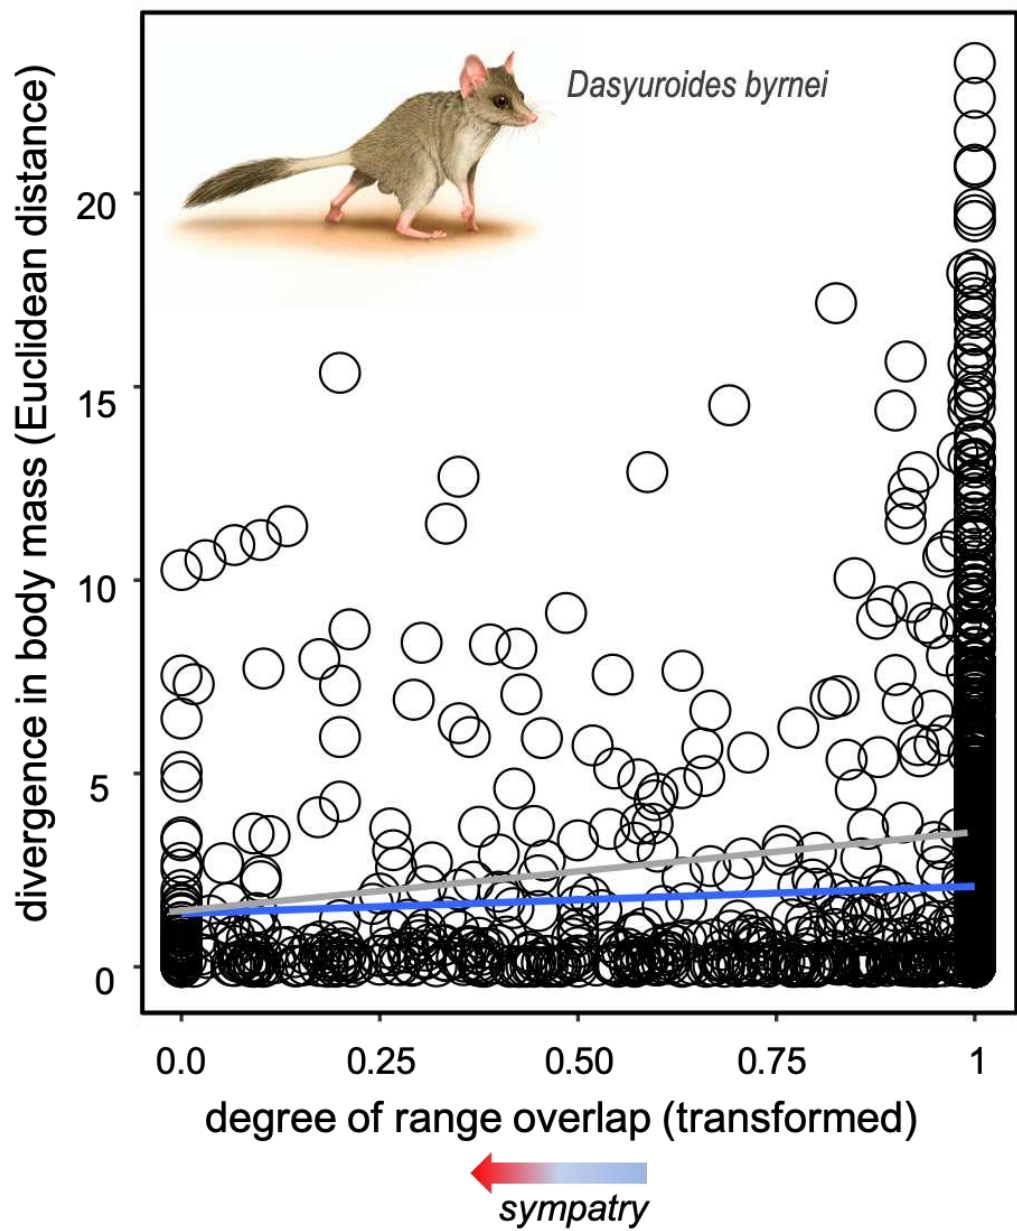 Dasyuroides byrnei
divergence in body mass (Euclidean distance)
20
15
10
5
0
0.0 0.25 0.50 0.75 1
degree of range overlap (transformed)
sympatry